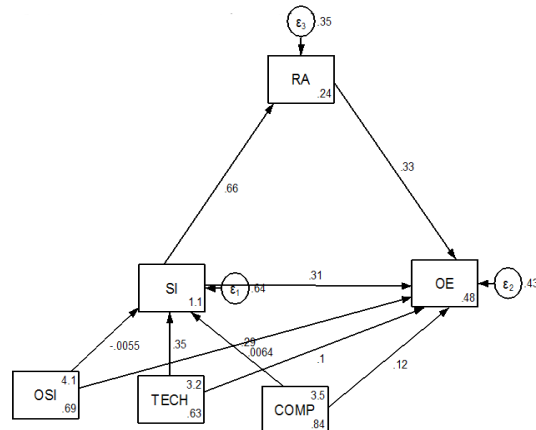 ε3 .35
RA
.24
.66
.33
SI
1.1
ε1 .64
.31
OE
.48
ε2 .43
-.0055
.35
.29
.0064
.1
.12
OSI
4.1
.69
TECH
3.2
.63
COMP
3.5
.84